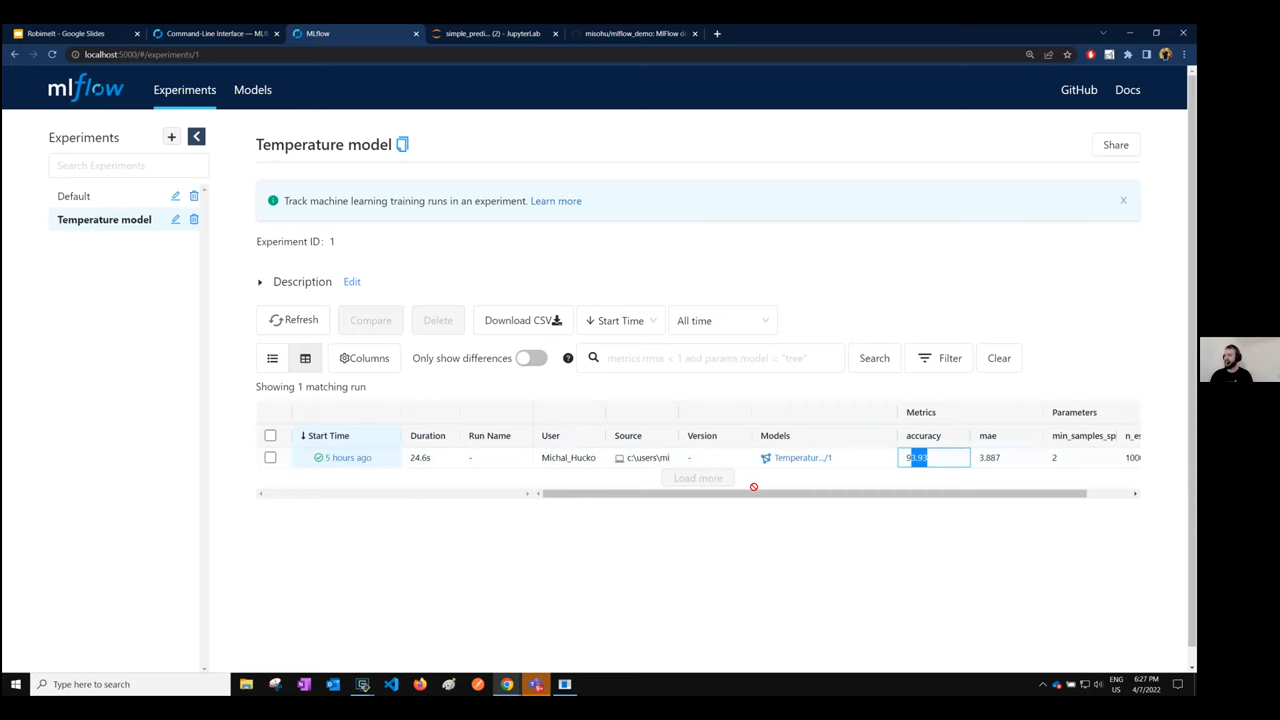 Robimelt - Google Slides
Command-Line Interface — MLF
MLflow
simple_predi... (2) - JupyterLab
misohu/mlflow_demo: MlFlow de
localhost:5000/#/experiments/1
mlflow
Experiments
Models
GitHub
Docs
Experiments
Search Experiments
Default
Temperature model
Temperature model
Share
Track machine learning training runs in an experiment. Learn more
Experiment ID: 1
Description Edit
Refresh
Compare
Delete
Download CSV
Start Time
All time
Columns
Only show differences
metrics.rmse < 1 and params.model = "tree"
Search
Filter
Clear
Showing 1 matching run
Metrics
Parameters
Start Time
Duration
Run Name
User
Source
Version
Models
accuracy
mae
min_samples_spl
n_es
5 hours ago
24.6s
-
Michal_Hucko
c:\users\mi
-
Temperatur.../1
93.93
3.887
2
100
Load more
Type here to search
ENG
US
6:27 PM
4/7/2022